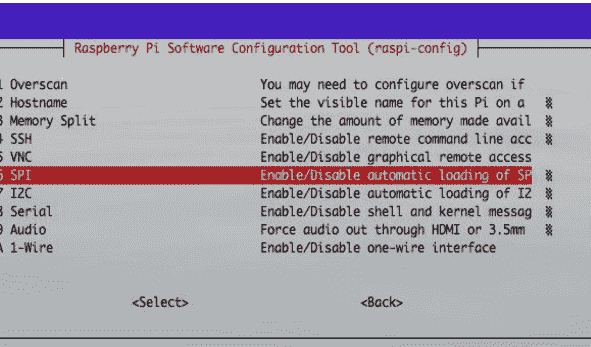 Raspberry Pi Software Configuration Tool (raspi-config)
1 Overscan You may need to configure overscan if
2 Hostname Set the visible name for this Pi on a
3 Memory Split Change the amount of memory made avail
4 SSH Enable/Disable remote command line acc
5 VNC Enable/Disable graphical remote access
6 SPI Enable/Disable automatic loading of SP
7 I2C Enable/Disable automatic loading of I2
8 Serial Enable/Disable shell and kernel messag
9 Audio Force audio out through HDMI or 3.5mm
A 1-Wire Enable/Disable one-wire interface
<Select> <Back>